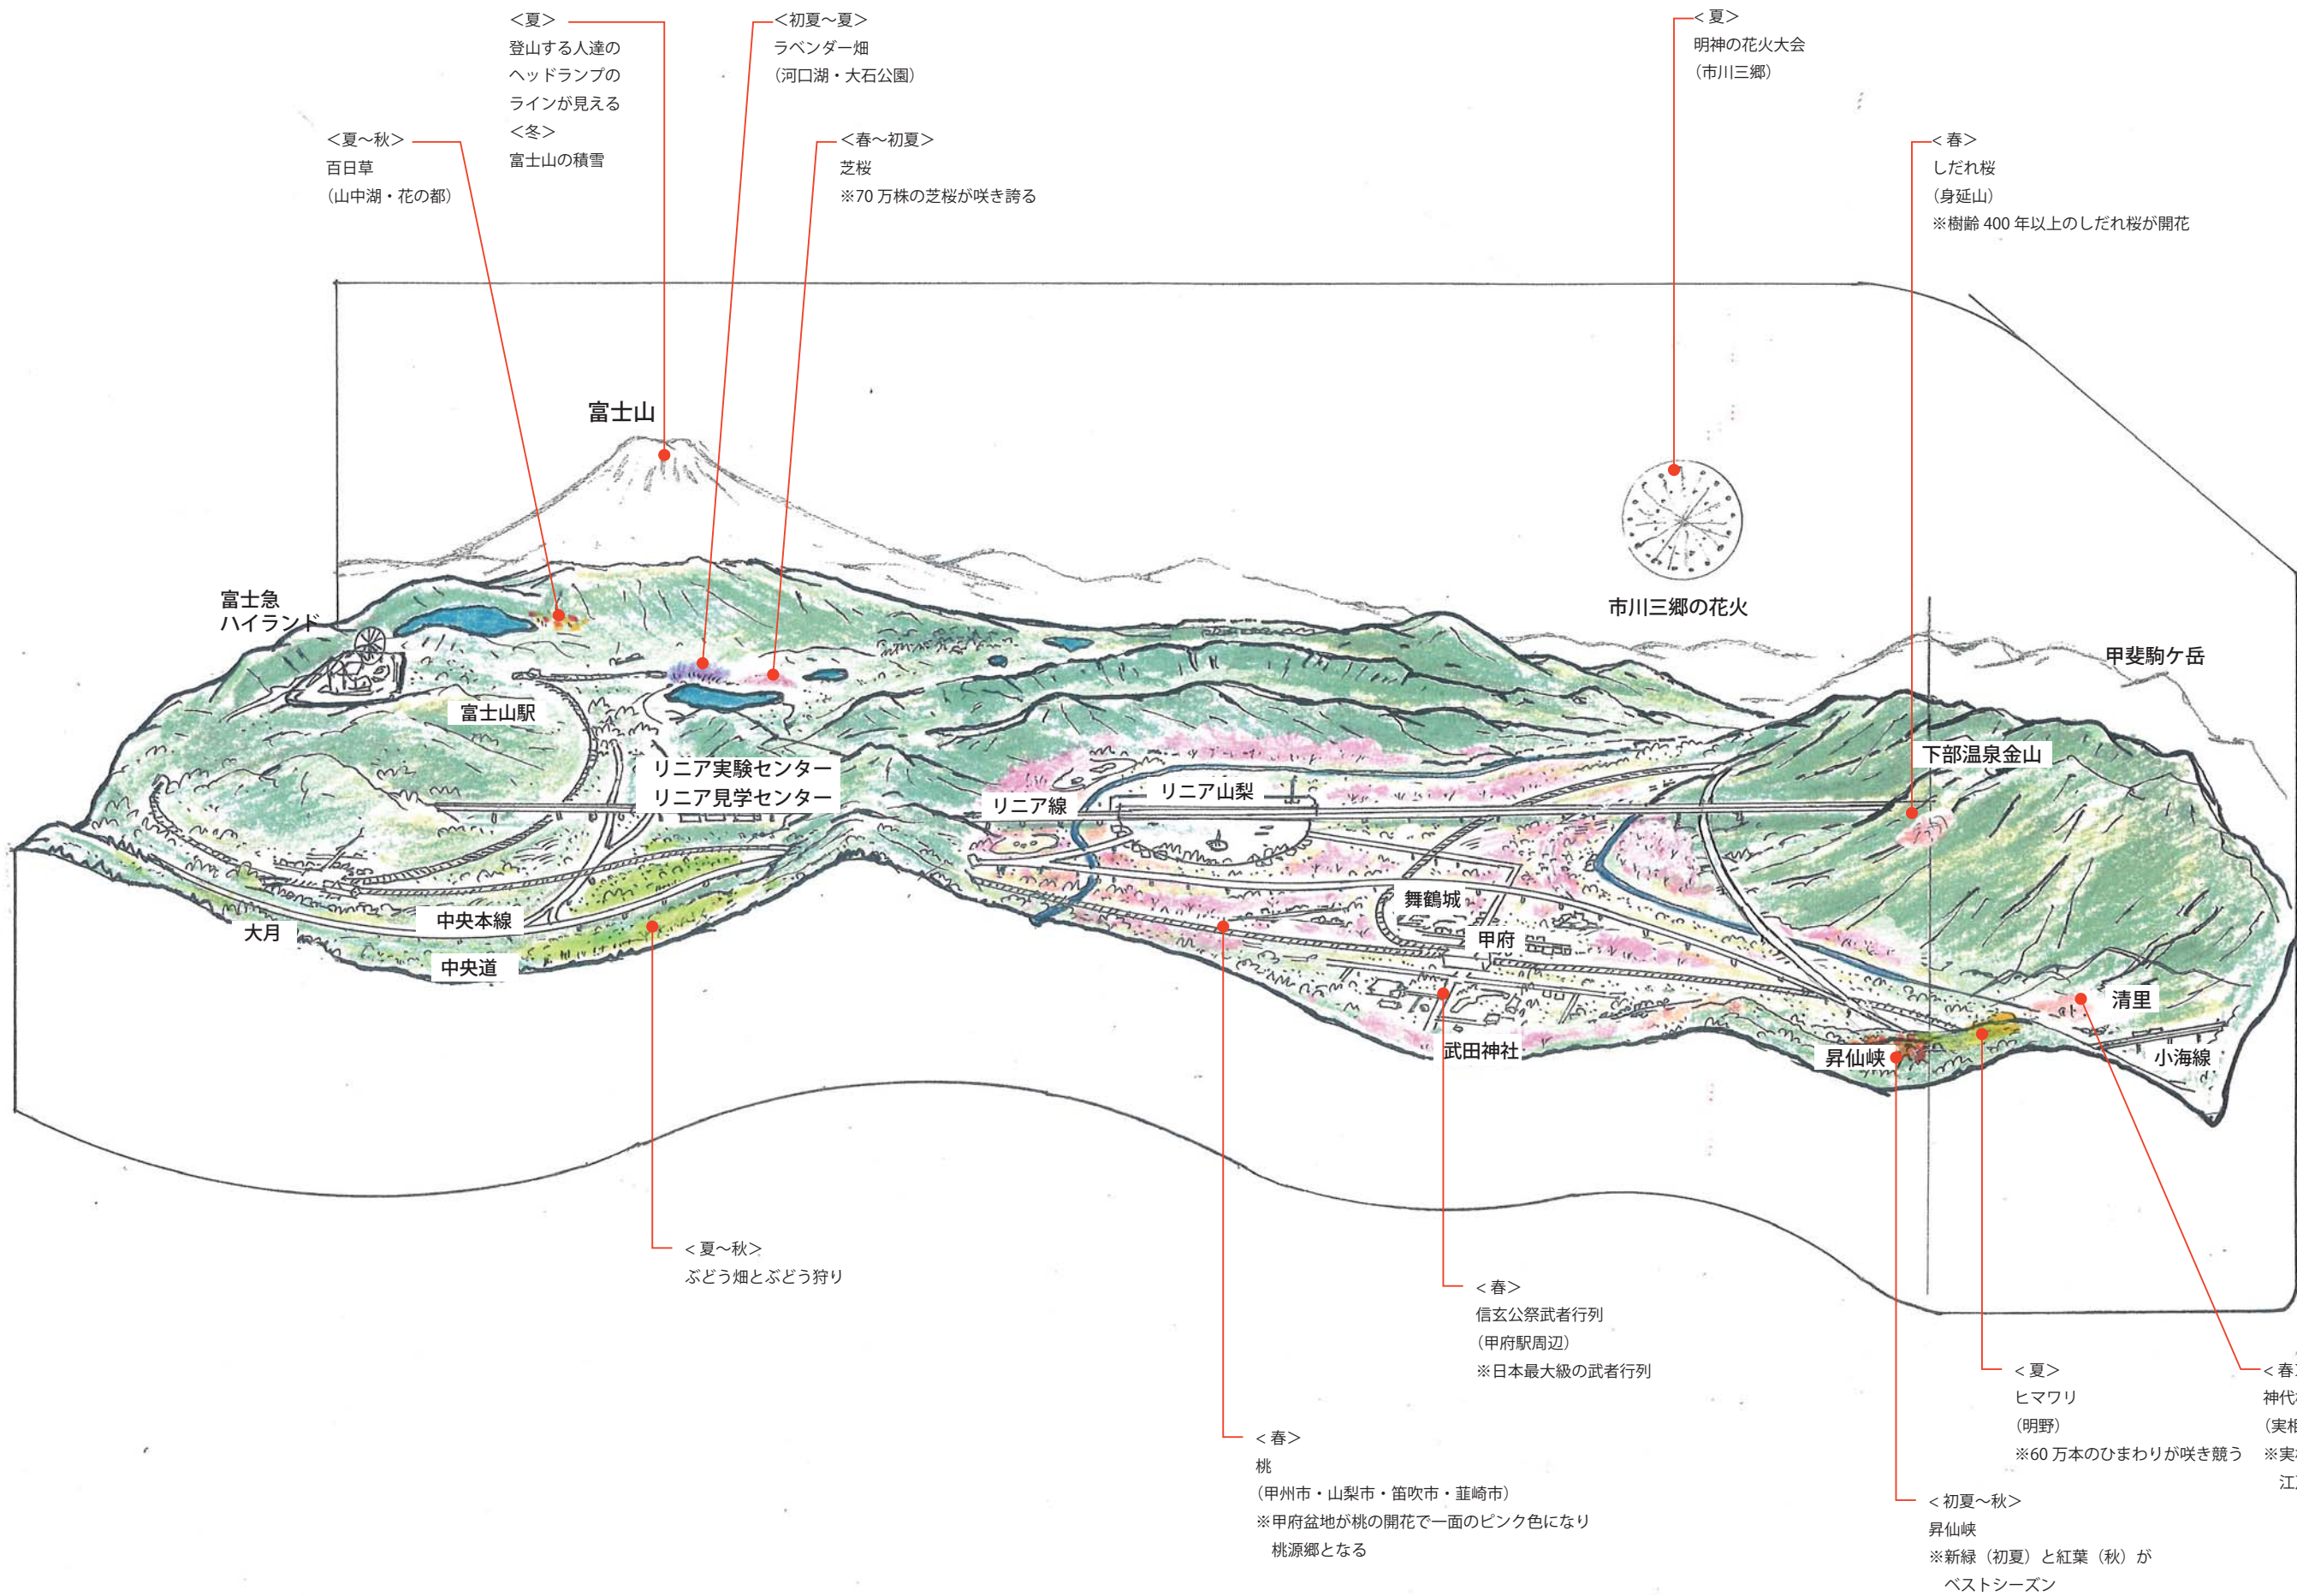 ＜夏＞
登山する人達の
ヘッドランプの
ラインが見える
＜冬＞
富士山の積雪
＜初夏～夏＞
ラベンダー畑
（河口湖・大石公園）
＜夏＞
明神の花火大会
（市川三郷）
＜夏～秋＞
百日草
（山中湖・花の都）
＜春～初夏＞
芝桜
※70 万株の芝桜が咲き誇る
＜春＞
しだれ桜
（身延山）
※樹齢 400 年以上のしだれ桜が開花
富士山
富士急
ハイランド
市川三郷の花火
甲斐駒ケ岳
富士山駅
下部温泉金山
リニア実験センター
リニア見学センター
リニア線
リニア山梨
舞鶴城
中央本線
大月
甲府
中央道
清里
武田神社
昇仙峡
小海線
＜夏～秋＞
ぶどう畑とぶどう狩り
＜春＞
信玄公祭武者行列
（甲府駅周辺）
※日本最大級の武者行列
＜夏＞
ヒマワリ
（明野）
※60 万本のひまわりが咲き競う
＜春
神代
（実相
※実
江
＜春＞
桃
（甲州市・山梨市・笛吹市・韮崎市）
※甲府盆地が桃の開花で一面のピンク色になり
桃源郷となる
＜初夏～秋＞
昇仙峡
※新緑（初夏）と紅葉（秋）が
ベストシーズン